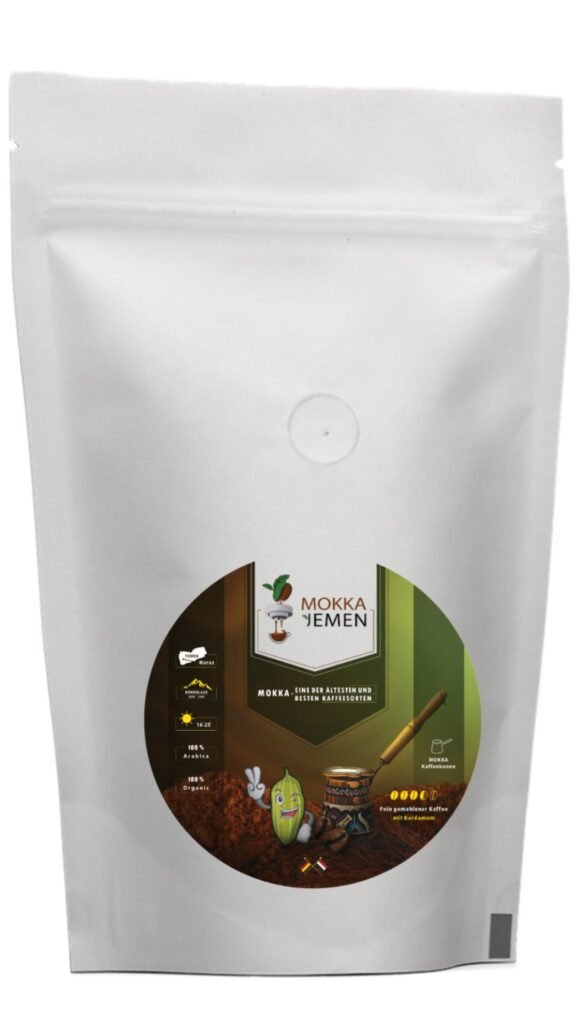 MOKKA
JEMEN
MOKKA - EINE DER ÄLTESTEN UND
BESTEN KAFFEESORTEN
YEMEN
Haraz
HÖHENLAGE
16-25°
100 %
Arabica
100 %
Organic
MOKKA
Kaffeekanne
Fein gemahlener Kaffee
mit Kardamom